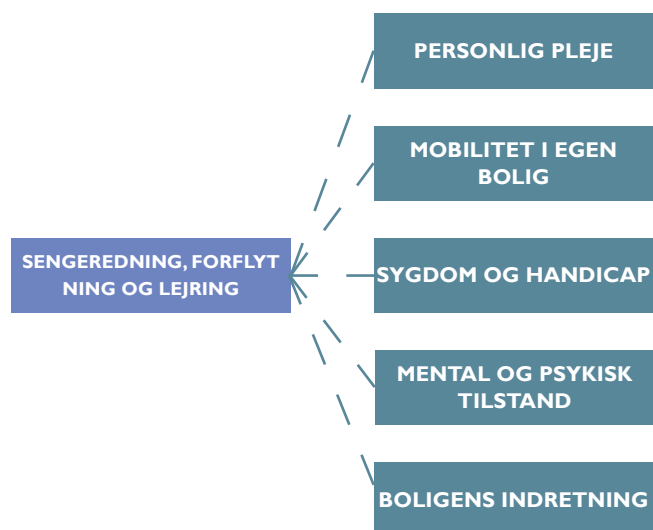 PERSONLIG PLEJE
MOBILITET I EGEN
BOLIG
SENGEREDNING, FORFLYT
NING OG LEJRING
SYGDOM OG HANDICAP
MENTAL OG PSYKISK
TILSTAND
BOLIGENS INDRETNING